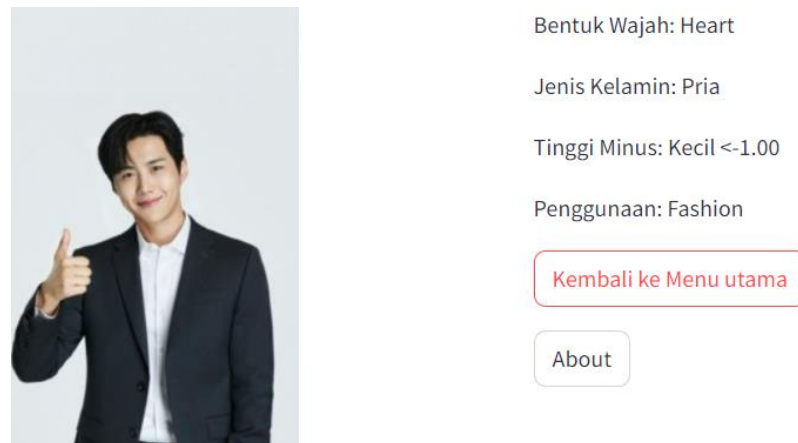 Bentuk Wajah: Heart
Jenis Kelamin: Pria
Tinggi Minus: Kecil <-1.00
Penggunaan: Fashion
Kembali ke Menu utama
About